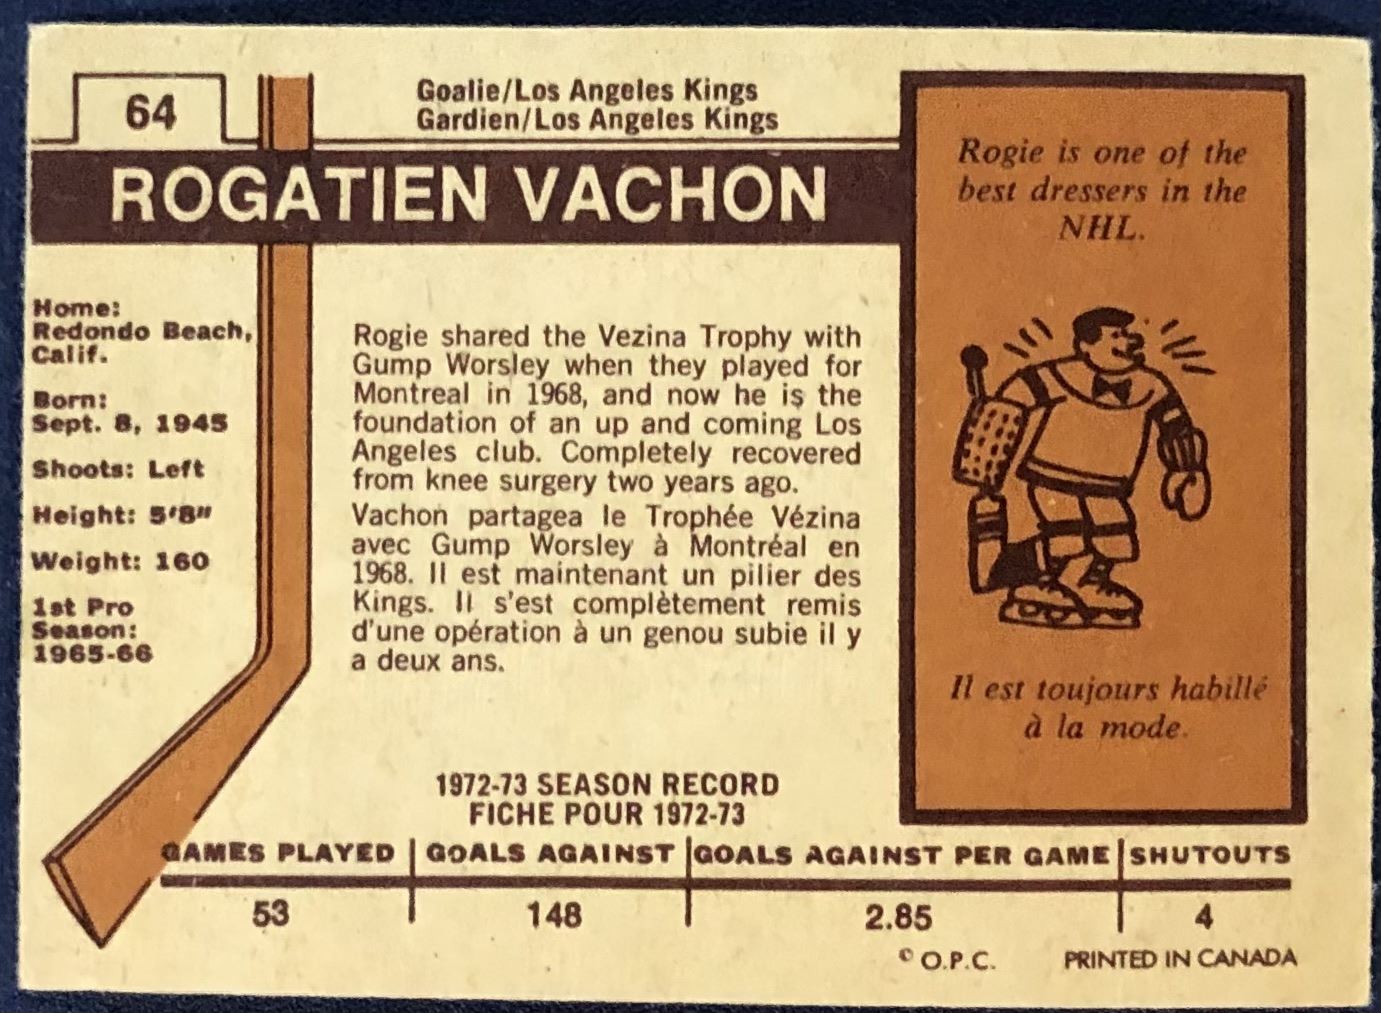 64
Goalie/Los Angeles Kings
Gardien/Los Angeles Kings
ROGATIEN VACHON
Home:
Redondo Beach,
Calif.
Born:
Sept. 8, 1945
Shoots: Left
Height: 5'8"
Weight: 160
1st Pro
Season:
1965-66
Rogie shared the Vezina Trophy with
Gump Worsley when they played for
Montreal in 1968, and now he is the
foundation of an up and coming Los
Angeles club. Completely recovered
from knee surgery two years ago.
Vachon partagea le Trophée Vézina
avec Gump Worsley à Montréal en
1968. Il est maintenant un pilier des
Kings. Il s'est complètement remis
d'une opération à un genou subie il y
a deux ans.
Rogie is one of the
best dressers in the
NHL.
Il est toujours habillé
à la mode.
1972-73 SEASON RECORD
FICHE POUR 1972-73
GAMES PLAYED GOALS AGAINST GOALS AGAINST PER GAME SHUTOUTS
53 148 2.85 4
© O.P.C. PRINTED IN CANADA